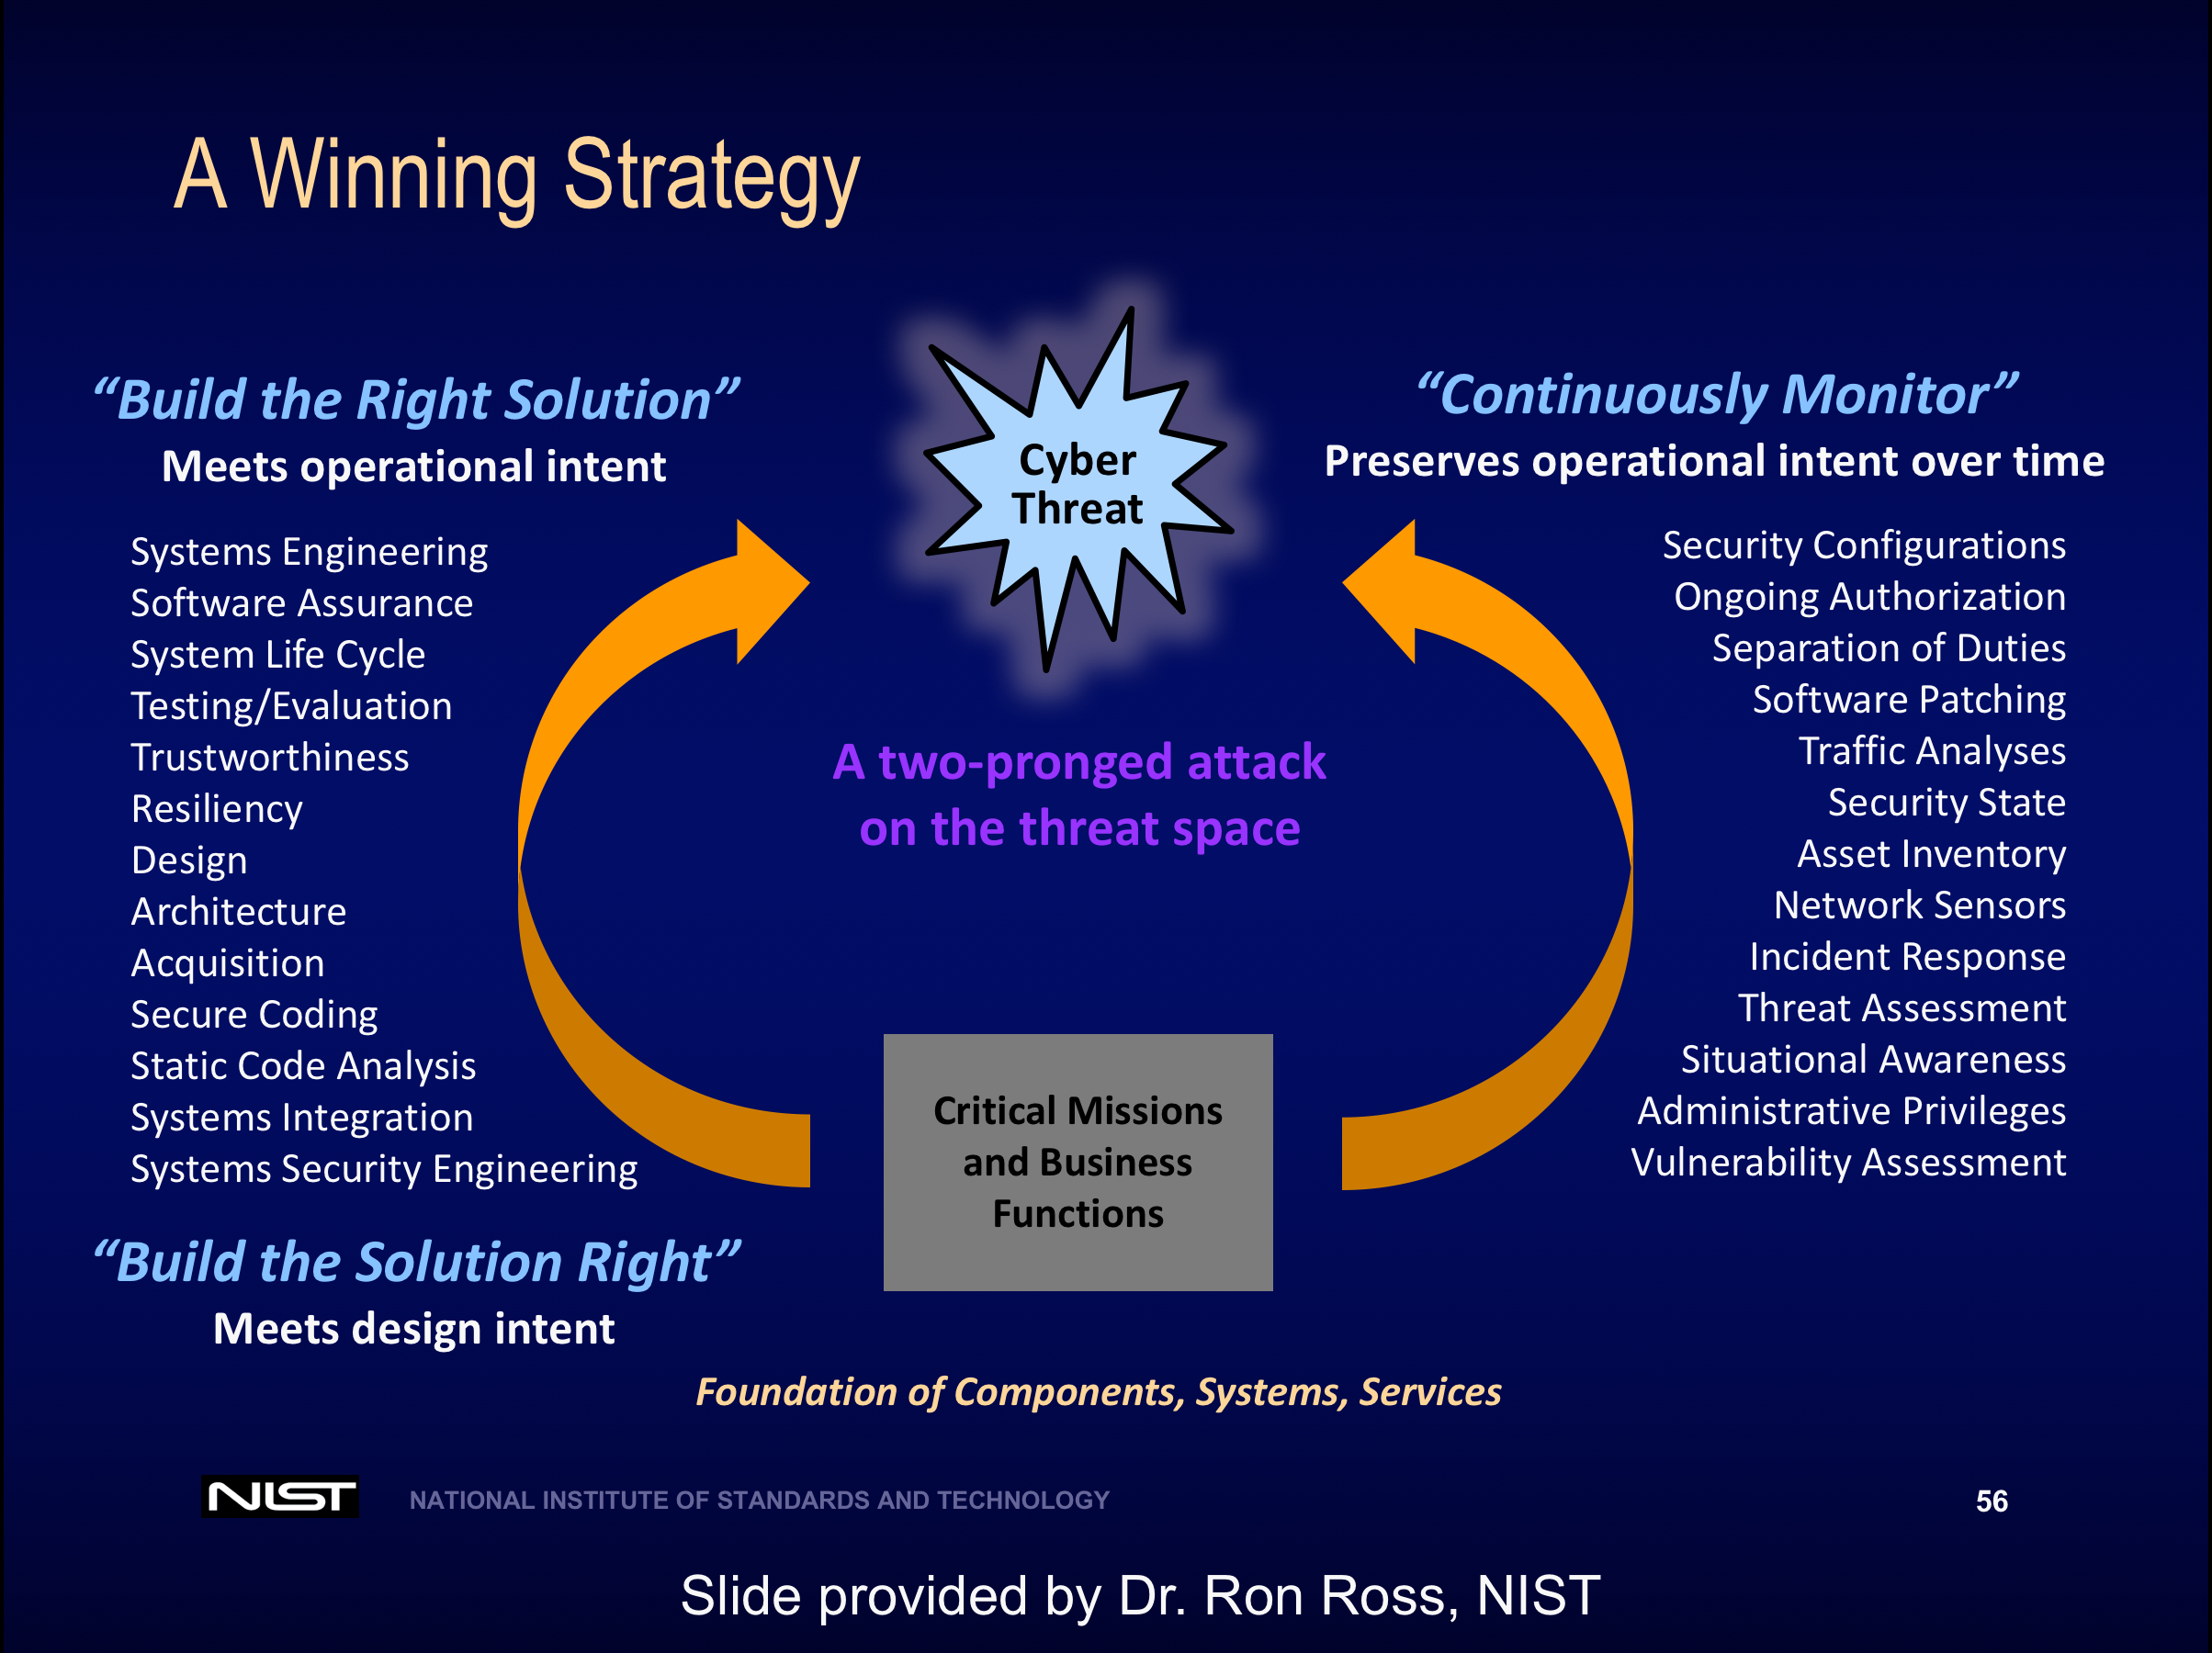 A Winning Strategy
“Build the Right Solution”
Meets operational intent
Systems Engineering
Software Assurance
System Life Cycle
Testing/Evaluation
Trustworthiness
Resiliency
Design
Architecture
Acquisition
Secure Coding
Static Code Analysis
Systems Integration
Systems Security Engineering
“Build the Solution Right”
Meets design intent
Cyber
Threat
A two-pronged attack
on the threat space
Critical Missions
and Business
Functions
“Continuously Monitor”
Preserves operational intent over time
Security Configurations
Ongoing Authorization
Separation of Duties
Software Patching
Traffic Analyses
Security State
Asset Inventory
Network Sensors
Incident Response
Threat Assessment
Situational Awareness
Administrative Privileges
Vulnerability Assessment
Foundation of Components, Systems, Services
NIST NATIONAL INSTITUTE OF STANDARDS AND TECHNOLOGY
56
Slide provided by Dr. Ron Ross, NIST